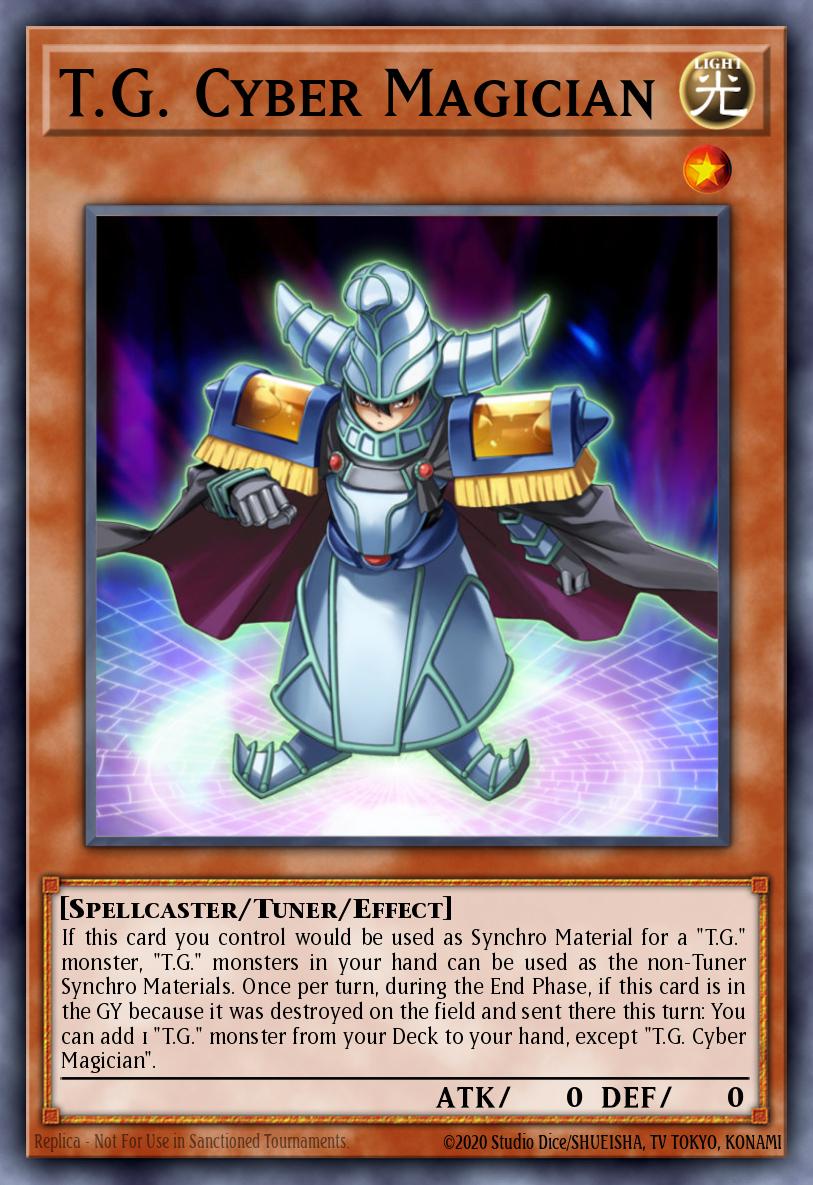 T.G. Cyber Magician
LIGHT
光
[Spellcaster/Tuner/Effect]
If this card you control would be used as Synchro Material for a "T.G."
monster, "T.G." monsters in your hand can be used as the non-Tuner
Synchro Materials. Once per turn, during the End Phase, if this card is in
the GY because it was destroyed on the field and sent there this turn: You
can add 1 "T.G." monster from your Deck to your hand, except "T.G. Cyber
Magician".
ATK/ 0 DEF/ 0
Replica - Not For Use in Sanctioned Tournaments. ©2020 Studio Dice/SHUEISHA, TV TOKYO, KONAMI